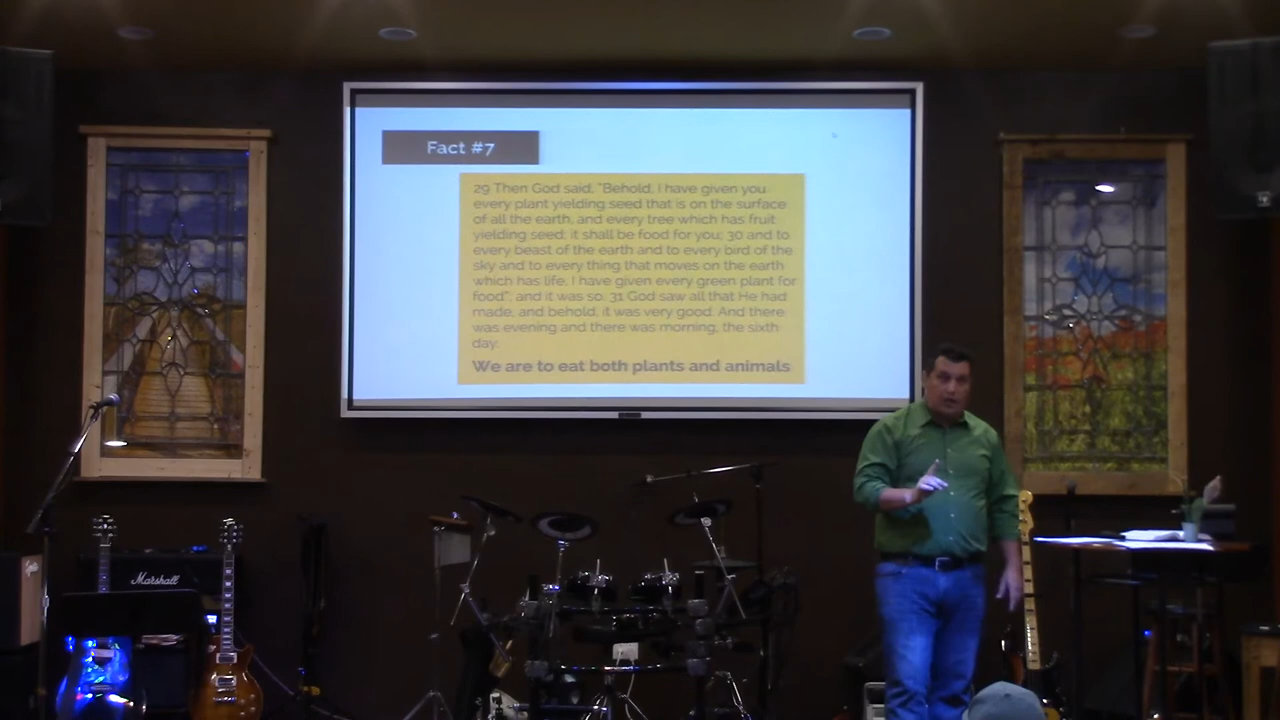 Fact #7
29 Then God said, "Behold, I have given you
every plant yielding seed that is on the surface
of all the earth, and every tree which has fruit
yielding seed; it shall be food for you; 30 and to
every beast of the earth and to every bird of the
sky and to every thing that moves on the earth
which has life, I have given every green plant for
food"; and it was so. 31 God saw all that He had
made, and behold, it was very good. And there
was evening and there was morning, the sixth
day.
We are to eat both plants and animals
Marshall